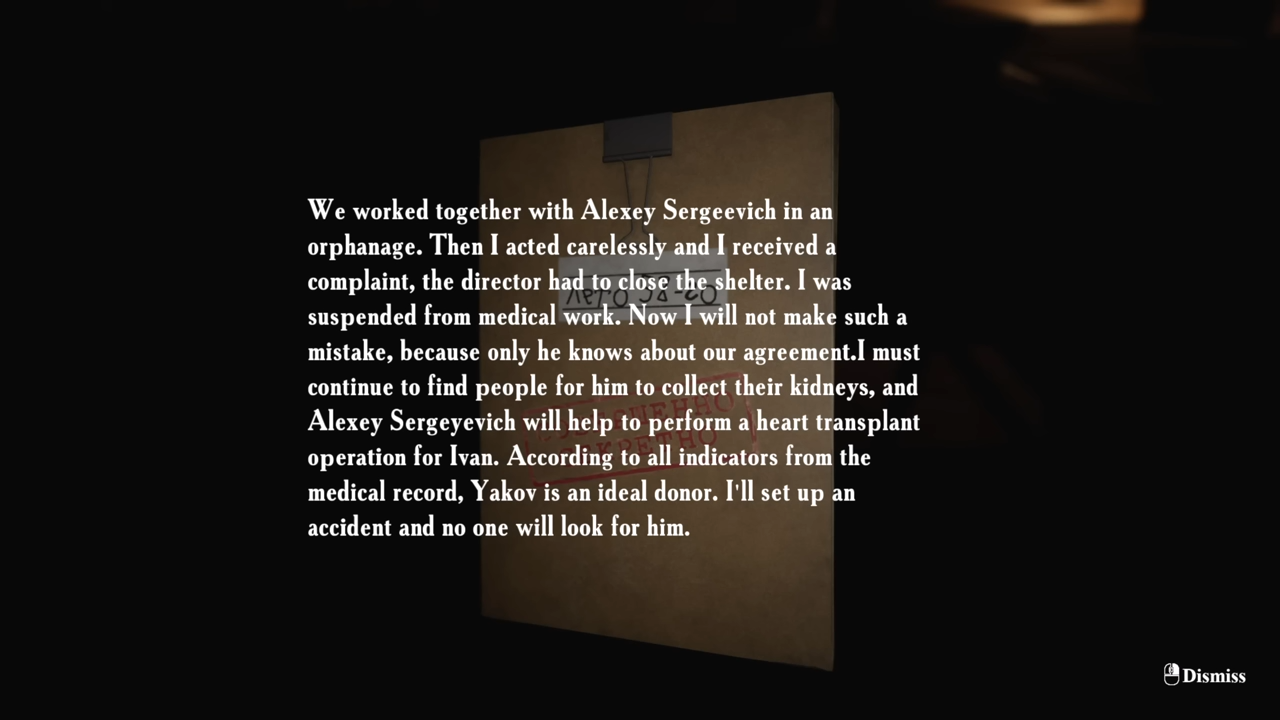 We worked together with Alexey Sergeevich in an
orphanage. Then I acted carelessly and I received a
complaint, the director had to close the shelter. I was
suspended from medical work. Now I will not make such a
mistake, because only he knows about our agreement.I must
continue to find people for him to collect their kidneys, and
Alexey Sergeyevich will help to perform a heart transplant
operation for Ivan. According to all indicators from the
medical record, Yakov is an ideal donor. I'll set up an
accident and no one will look for him.
Dismiss